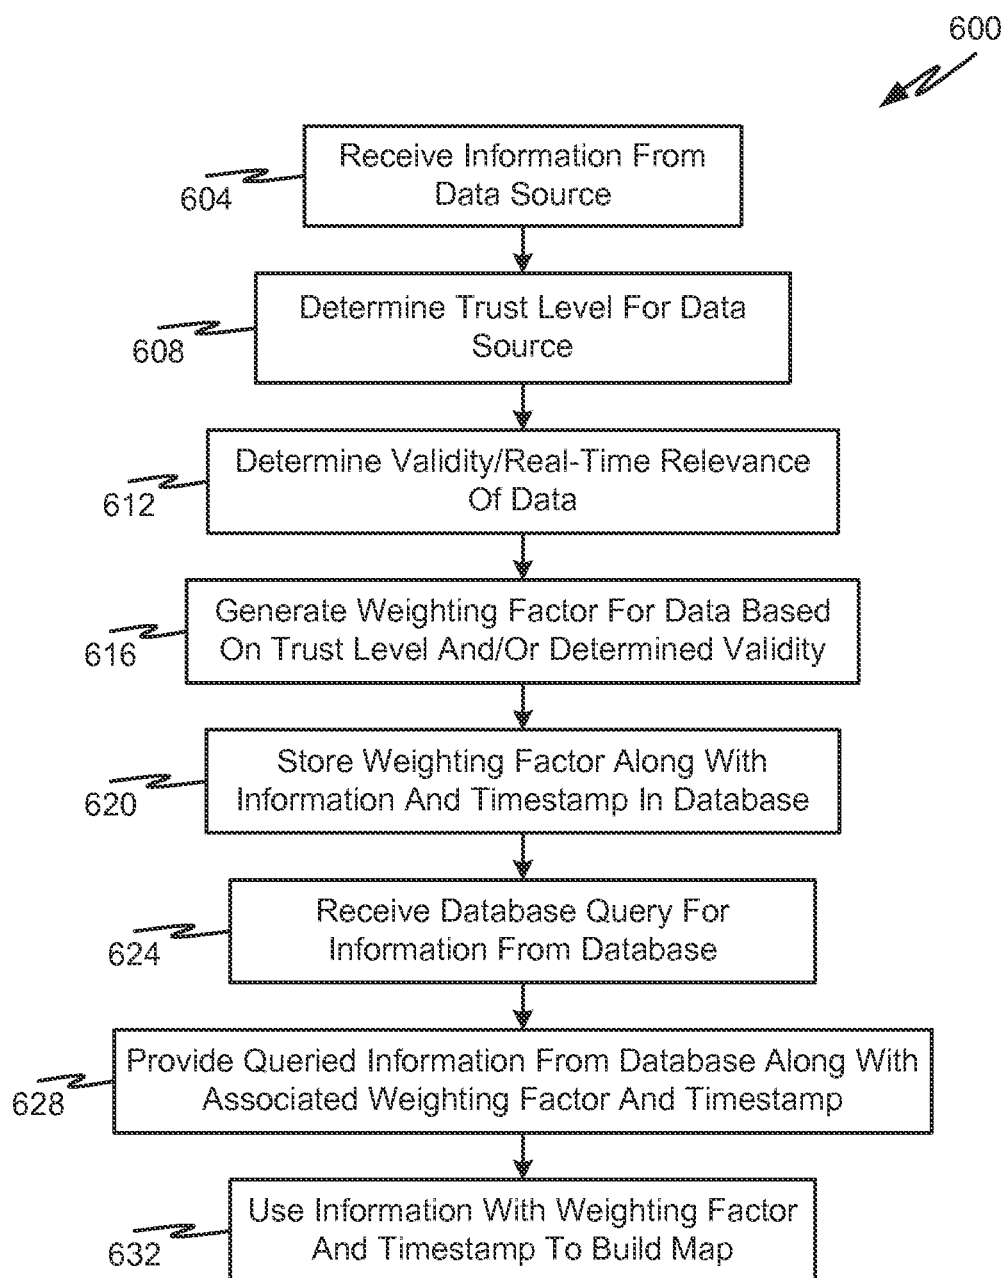 600
Receive Information From
Data Source
604
Determine Trust Level For Data
Source
608
Determine Validity/Real-Time Relevance
Of Data
612
Generate Weighting Factor For Data Based
On Trust Level And/Or Determined Validity
616
Store Weighting Factor Along With
Information And Timestamp In Database
620
Receive Database Query For
Information From Database
624
Provide Queried Information From Database Along With
Associated Weighting Factor And Timestamp
628
Use Information With Weighting Factor
And Timestamp To Build Map
632